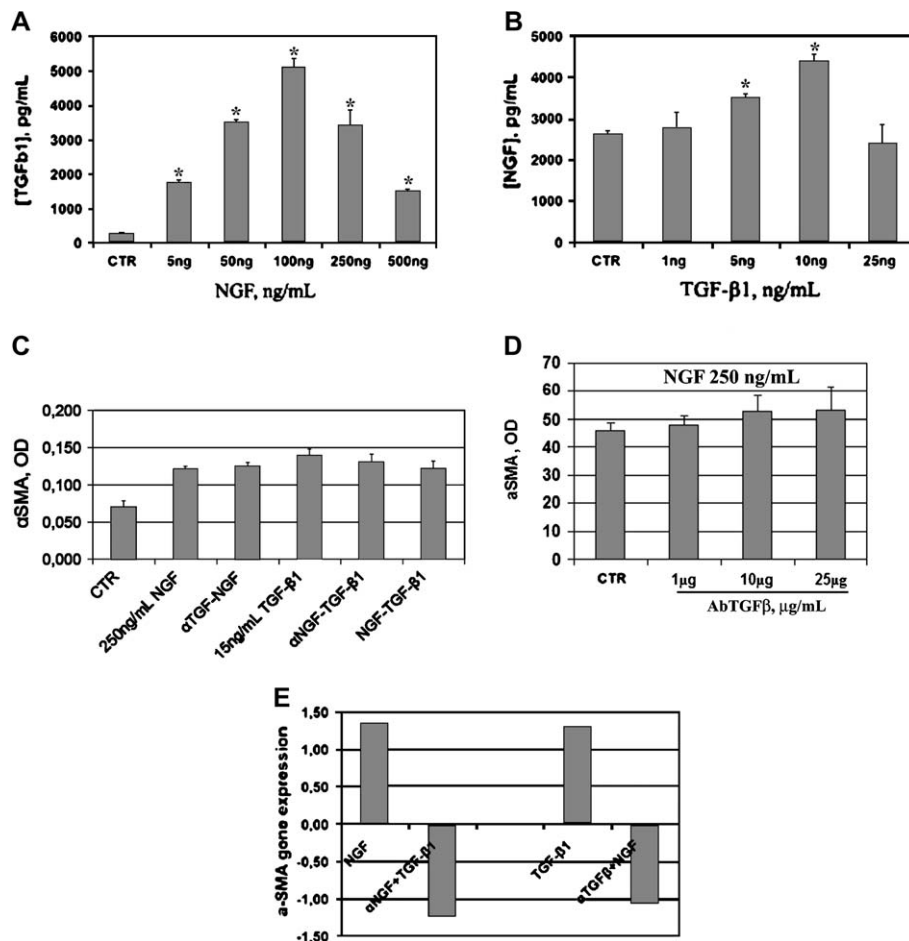 A
6000
5000
4000
3000
2000
1000
0
[TGFb1]. pg/mL
*
*
*
*
*
CTR 5ng 50ng 100ng 250ng 500ng
NGF, ng/mL
B
5000
4000
3000
2000
1000
0
[NGF]. pg/mL
*
*
CTR 1ng 5ng 10ng 25ng
TGF-β1, ng/mL
C
0,200
0,150
0,100
0,050
0,000
αSMA, OD
CTR
250ng/mL NGF
αTGF-NGF
15ng/mL TGF-β1
αNGF-TGF-β1
NGF-TGF-β1
D
70
60
50
40
30
20
10
0
aSMA, OD
NGF 250 ng/mL
CTR 1µg 10µg 25µg
AbTGFβ, µg/mL
E
1,50
1,00
0,50
0,00
-0,50
-1,00
-1,50
a-SMA gene expression
NGF
αNGF+TGF-β1
TGF-β1
αTGFβ+NGF